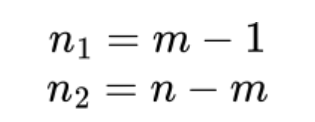 n₁ = m − 1
n₂ = n − m